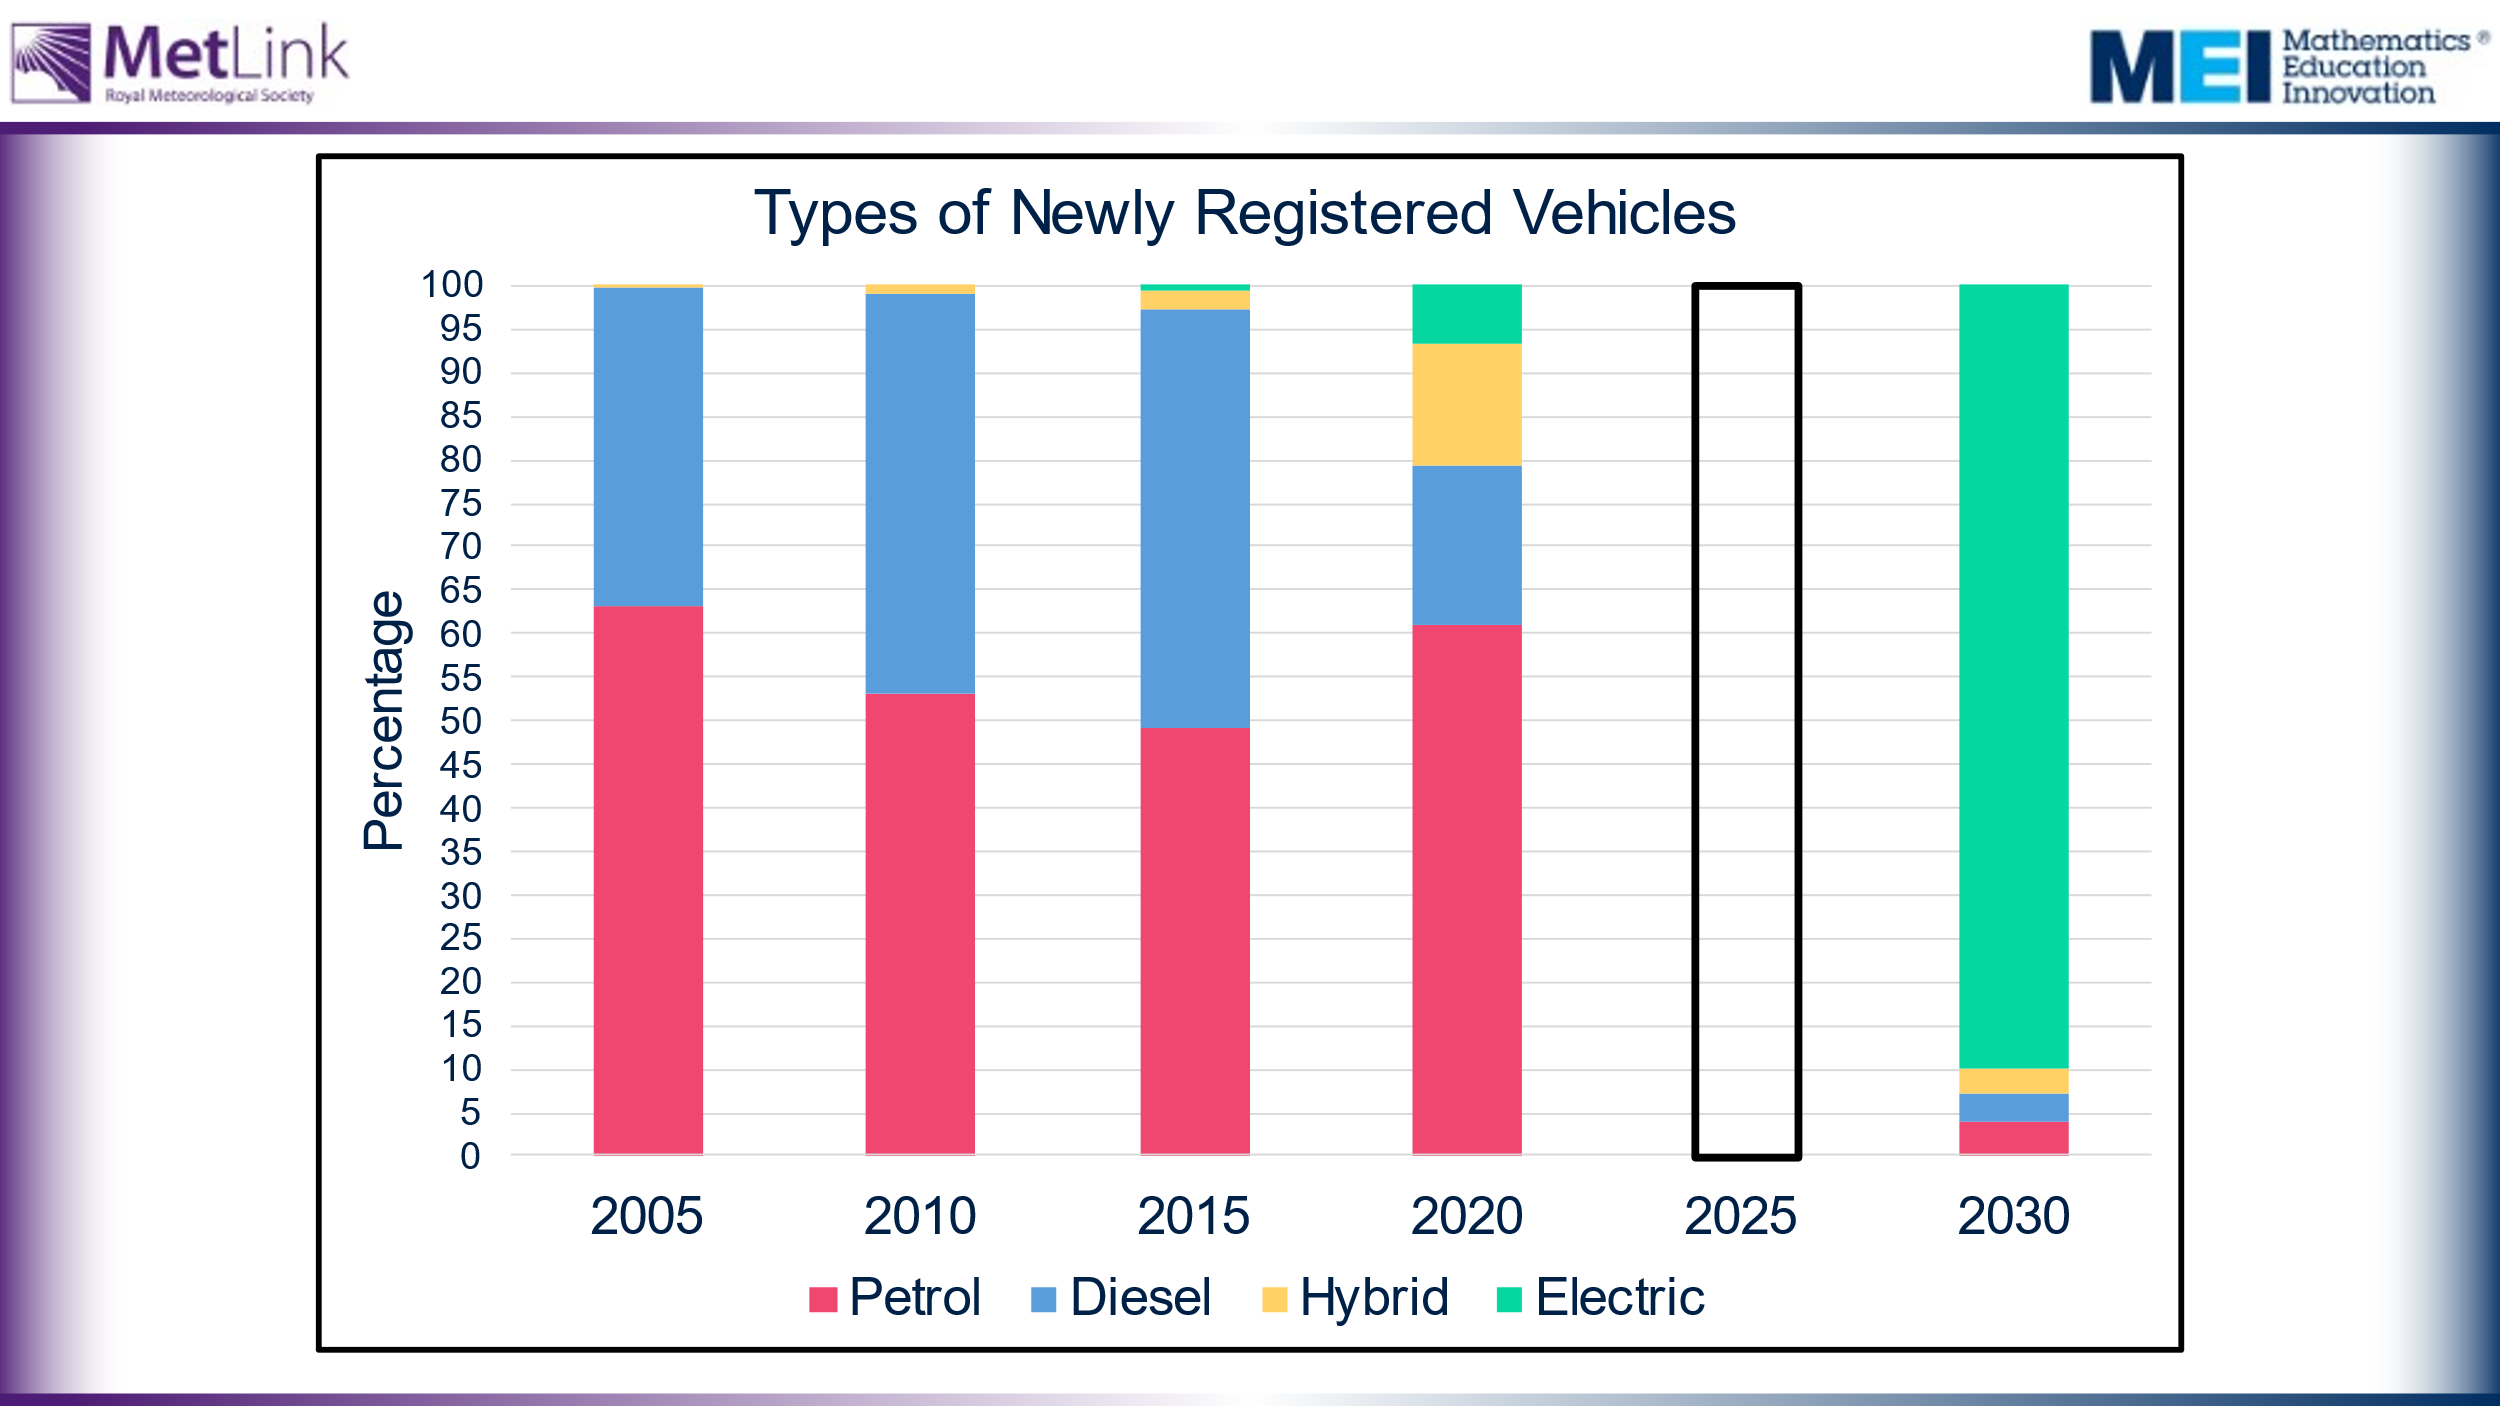 MetLink
Royal Meteorological Society
MEI Mathematics ®
Education
Innovation
Types of Newly Registered Vehicles
Percentage
100
95
90
85
80
75
70
65
60
55
50
45
40
35
30
25
20
15
10
5
0
2005 2010 2015 2020 2025 2030
Petrol Diesel Hybrid Electric